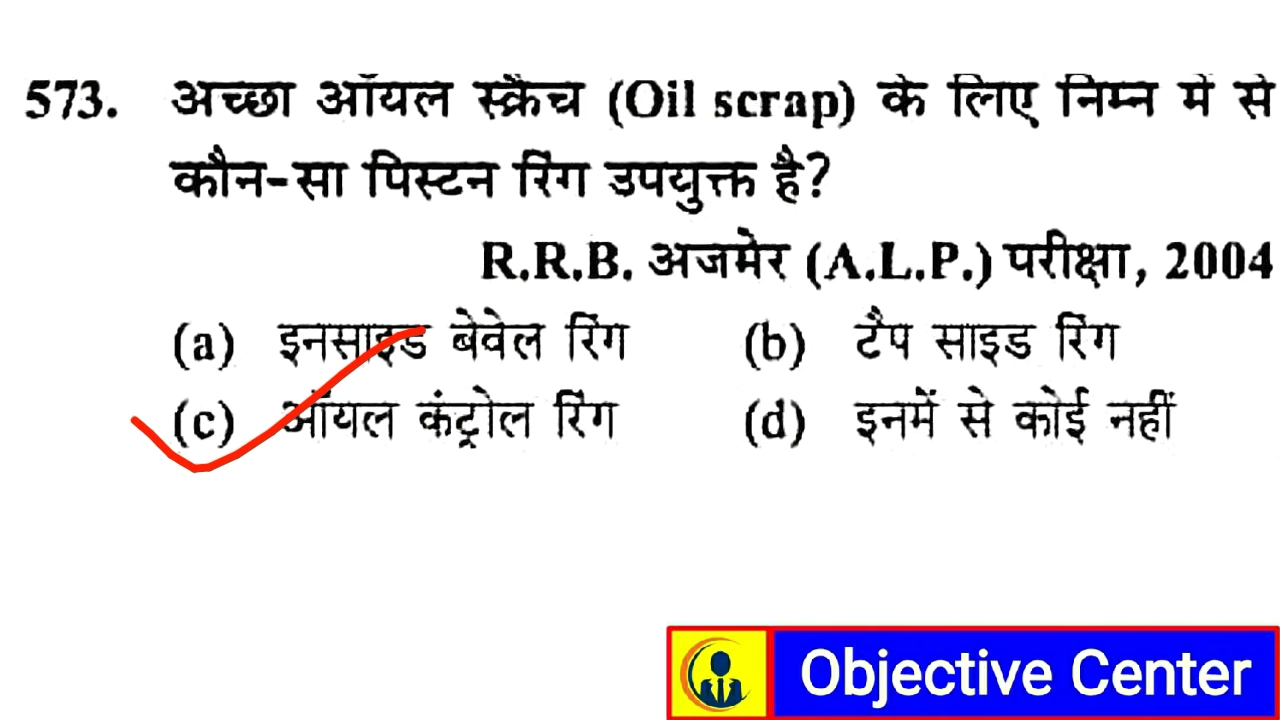 573. अच्छा ऑयल स्क्रैच (Oil scrap) के लिए निम्न में से
कौन-सा पिस्टन रिंग उपयुक्त है?
R.R.B. अजमेर (A.L.P.) परीक्षा, 2004
(a) इनसाइड बेवेल रिंग (b) टैप साइड रिंग
(c) ऑयल कंट्रोल रिंग (d) इनमें से कोई नहीं
Objective Center